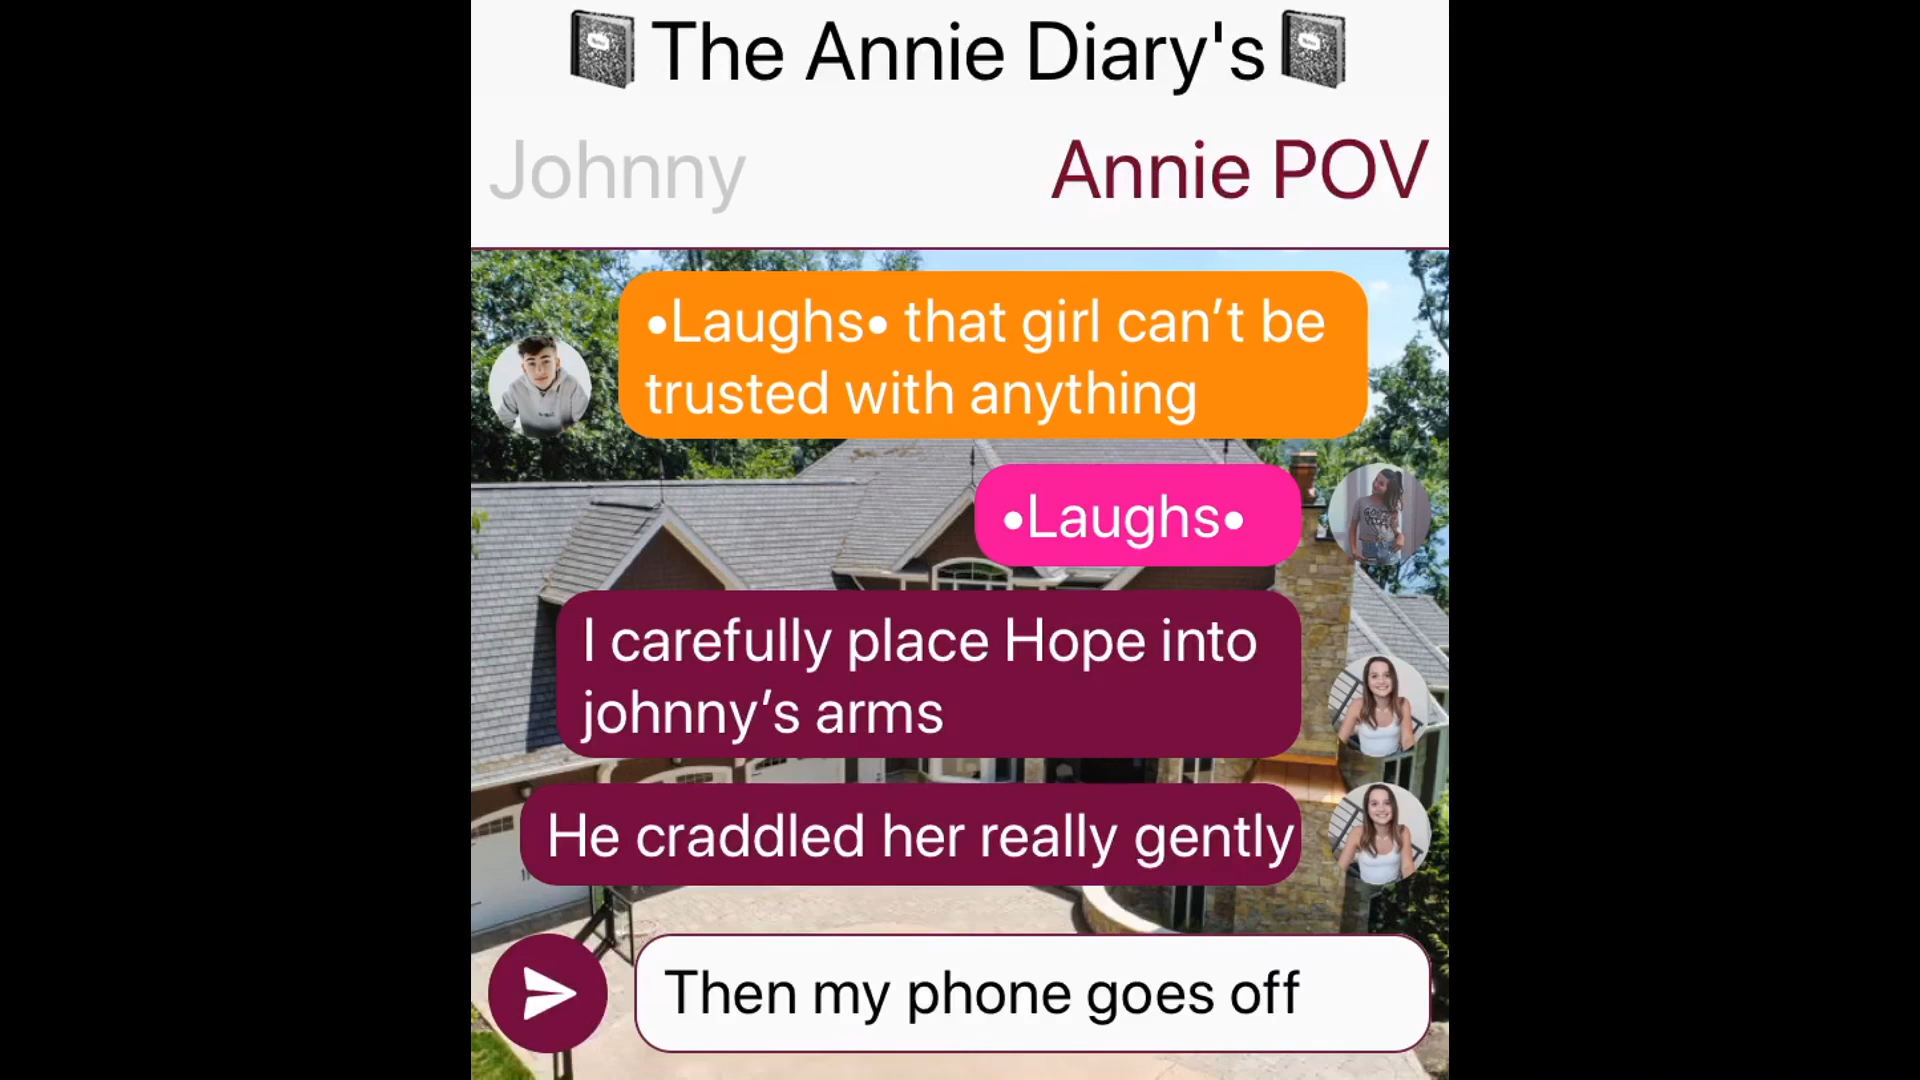 The Annie Diary's
Johnny
Annie POV
•Laughs• that girl can’t be
trusted with anything
•Laughs•
I carefully place Hope into
johnny’s arms
He craddled her really gently
Then my phone goes off